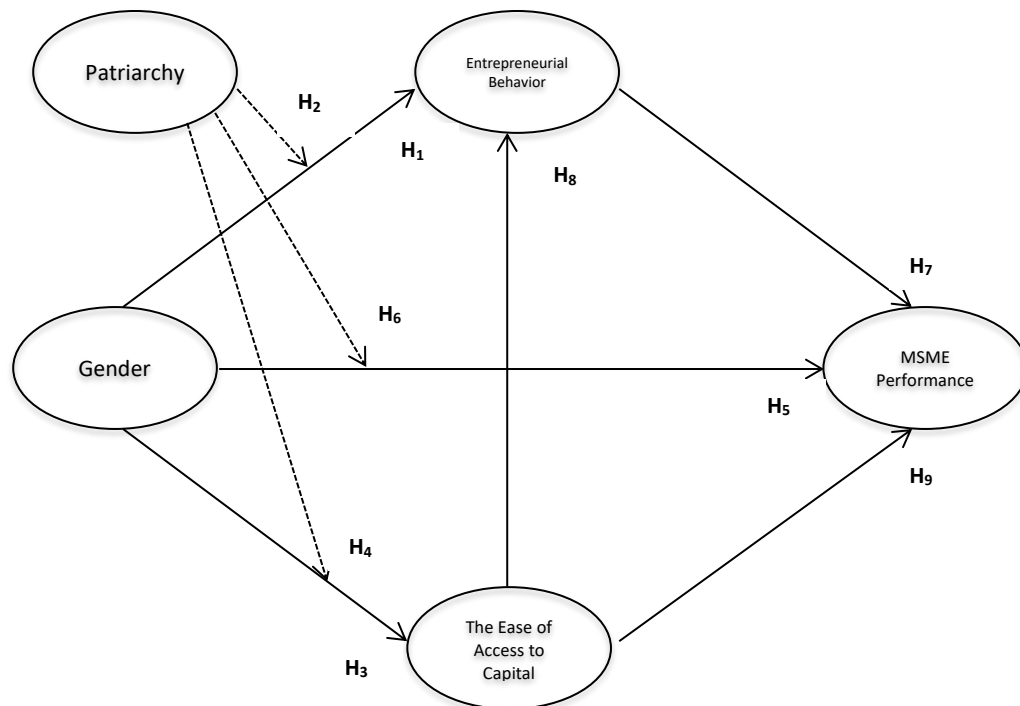 Patriarchy
Entrepreneurial
Behavior
H₂
H₁
H₈
H₇
H₆
Gender
MSME
Performance
H₅
H₉
H₄
The Ease of
Access to
Capital
H₃